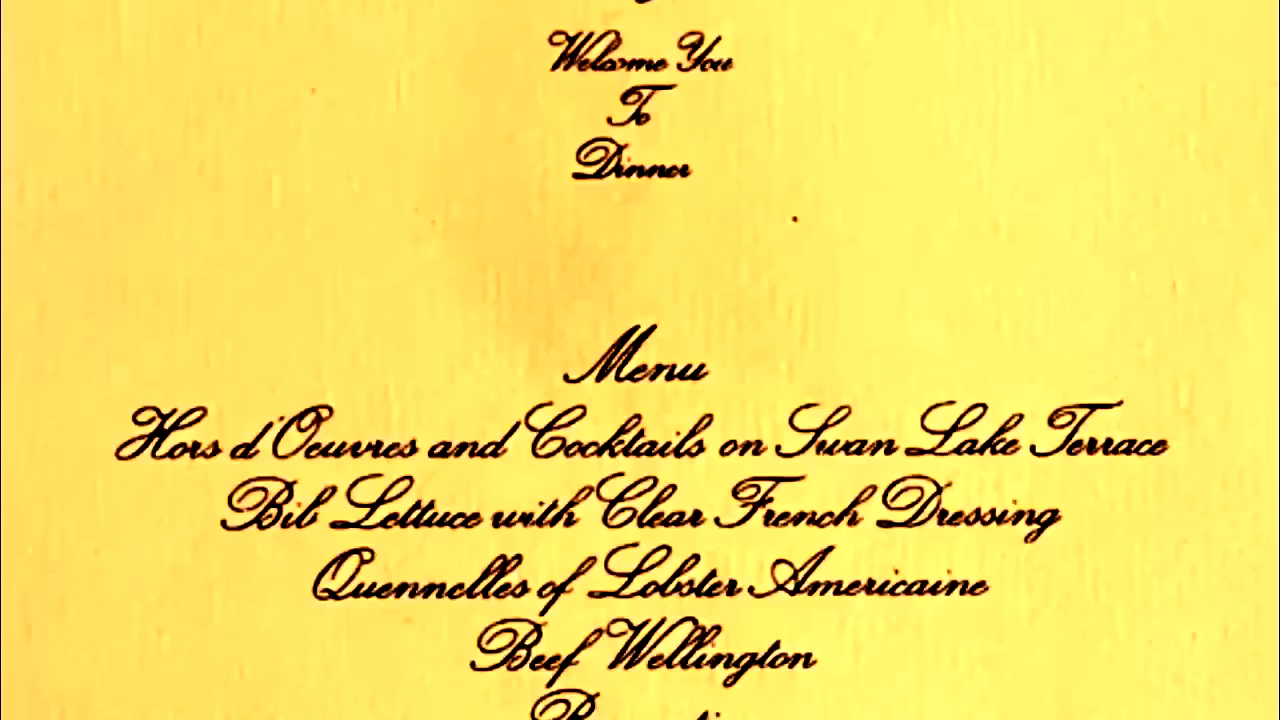 Welcome You
To
Dinner
Menu
Hors d'Oeuvres and Cocktails on Swan Lake Terrace
Bib Lettuce with Clear French Dressing
Quennelles of Lobster Americaine
Beef Wellington